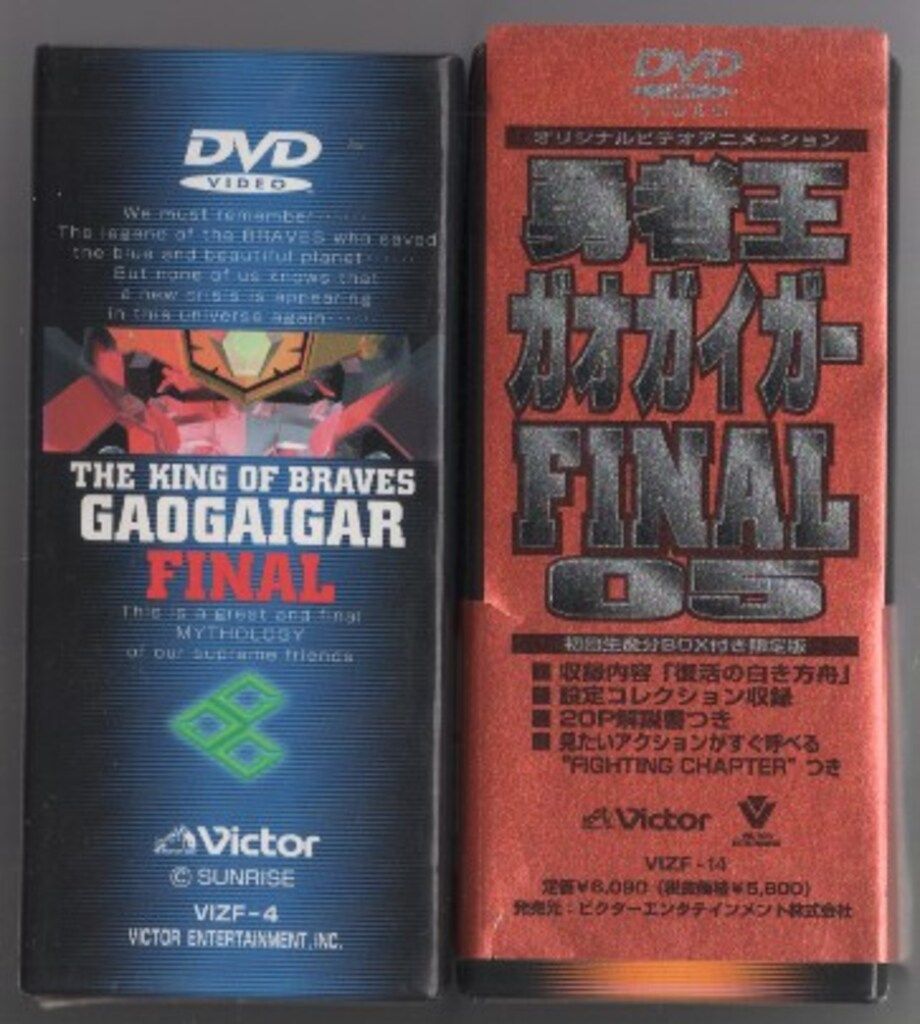 DVD
VIDEO
We must remember······
The legend of the BRAVES who saved
the blue and beautiful planet······
But none of us knows that
a new crisis is appearing
in this universe again······
THE KING OF BRAVES
GAOGAIGAR
FINAL
This is a great and final
MYTHOLOGY
of our supreme friends
Victor
© SUNRISE
VIZF-4
VICTOR ENTERTAINMENT, INC.
DVD
オリジナルビデオアニメーション
勇者王
ガオガイガー
FINAL
05
初回生産分BOX付き限定版
■ 収録内容「復活の白き方舟」
■ 設定コレクション収録
■ 20P解説書つき
■ 見たいアクションがすぐ呼べる
"FIGHTING CHAPTER" つき
Victor
VIZF-14
定価¥6,090 (税抜価格¥5,800)
発売元：ビクターエンタテインメント株式会社